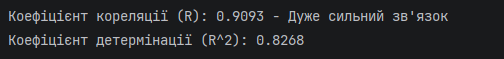 Коефіцієнт кореляції (R): 0.9093 - Дуже сильний зв'язок
Коефіцієнт детермінації (R^2): 0.8268